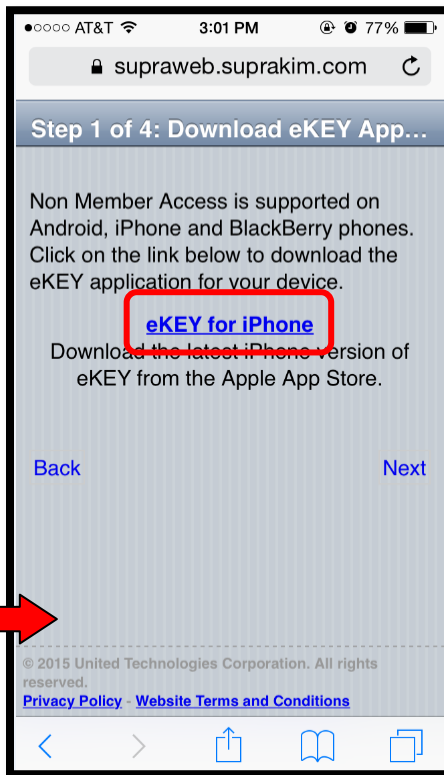 AT&T 3:01 PM 77%
supraweb.suprakim.com
Step 1 of 4: Download eKEY App...
Non Member Access is supported on
Android, iPhone and BlackBerry phones.
Click on the link below to download the
eKEY application for your device.
eKEY for iPhone
Download the latest iPhone version of
eKEY from the Apple App Store.
Back Next
© 2015 United Technologies Corporation. All rights
reserved.
Privacy Policy - Website Terms and Conditions